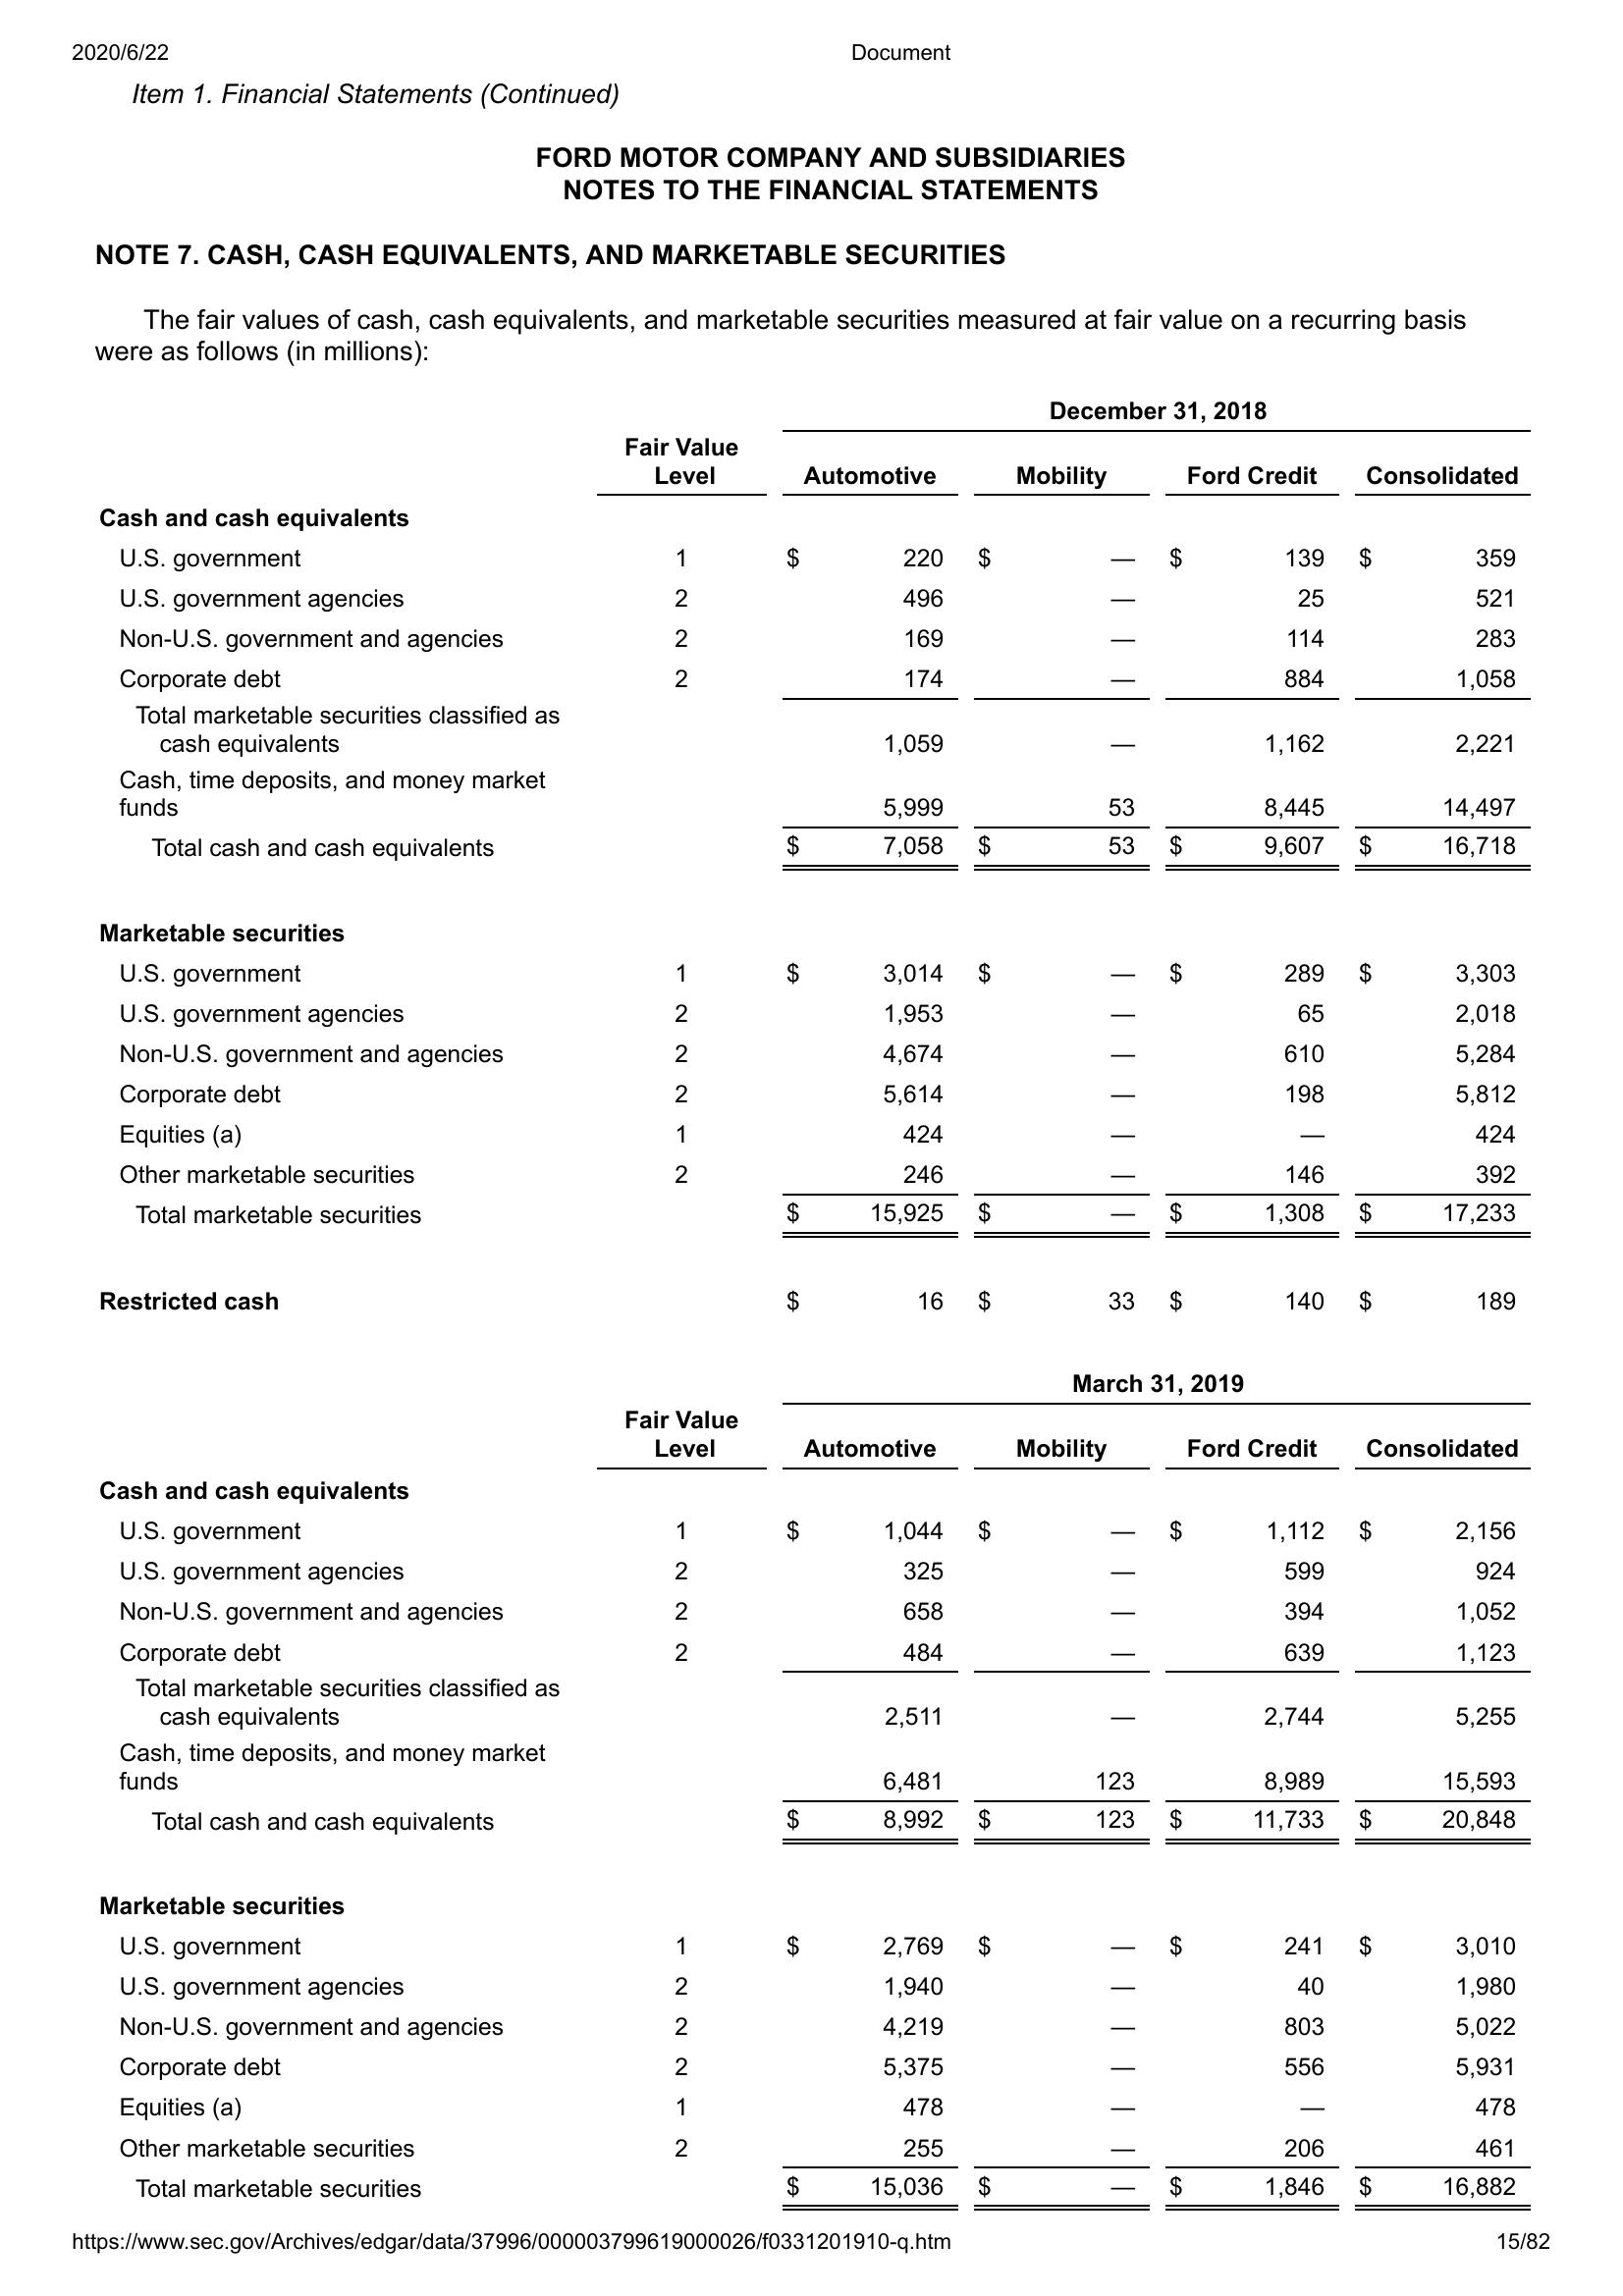 2020/6/22 Document
Item 1. Financial Statements (Continued)
FORD MOTOR COMPANY AND SUBSIDIARIES
NOTES TO THE FINANCIAL STATEMENTS
NOTE 7. CASH, CASH EQUIVALENTS, AND MARKETABLE SECURITIES
The fair values of cash, cash equivalents, and marketable securities measured at fair value on a recurring basis
were as follows (in millions):
December 31, 2018
Fair Value
Level Automotive Mobility Ford Credit Consolidated
Cash and cash equivalents
U.S. government 1 $ 220 $ — $ 139 $ 359
U.S. government agencies 2 496 — 25 521
Non-U.S. government and agencies 2 169 — 114 283
Corporate debt 2 174 — 884 1,058
Total marketable securities classified as
cash equivalents 1,059 — 1,162 2,221
Cash, time deposits, and money market
funds 5,999 53 8,445 14,497
Total cash and cash equivalents $ 7,058 $ 53 $ 9,607 $ 16,718
Marketable securities
U.S. government 1 $ 3,014 $ — $ 289 $ 3,303
U.S. government agencies 2 1,953 — 65 2,018
Non-U.S. government and agencies 2 4,674 — 610 5,284
Corporate debt 2 5,614 — 198 5,812
Equities (a) 1 424 — — 424
Other marketable securities 2 246 — 146 392
Total marketable securities $ 15,925 $ — $ 1,308 $ 17,233
Restricted cash $ 16 $ 33 $ 140 $ 189
March 31, 2019
Fair Value
Level Automotive Mobility Ford Credit Consolidated
Cash and cash equivalents
U.S. government 1 $ 1,044 $ — $ 1,112 $ 2,156
U.S. government agencies 2 325 — 599 924
Non-U.S. government and agencies 2 658 — 394 1,052
Corporate debt 2 484 — 639 1,123
Total marketable securities classified as
cash equivalents 2,511 — 2,744 5,255
Cash, time deposits, and money market
funds 6,481 123 8,989 15,593
Total cash and cash equivalents $ 8,992 $ 123 $ 11,733 $ 20,848
Marketable securities
U.S. government 1 $ 2,769 $ — $ 241 $ 3,010
U.S. government agencies 2 1,940 — 40 1,980
Non-U.S. government and agencies 2 4,219 — 803 5,022
Corporate debt 2 5,375 — 556 5,931
Equities (a) 1 478 — — 478
Other marketable securities 2 255 — 206 461
Total marketable securities $ 15,036 $ — $ 1,846 $ 16,882
https://www.sec.gov/Archives/edgar/data/37996/000003799619000026/f0331201910-q.htm 15/82